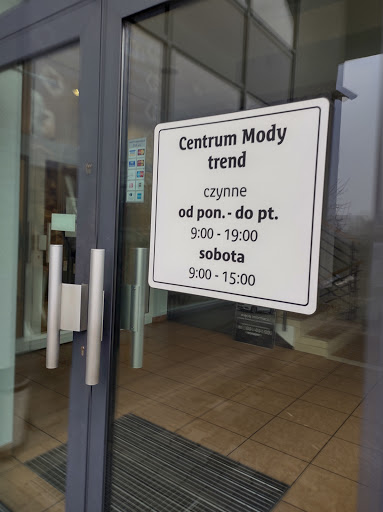 Centrum Mody
trend
czynne
od pon. - do pt.
9:00 - 19:00
sobota
9:00 - 15:00